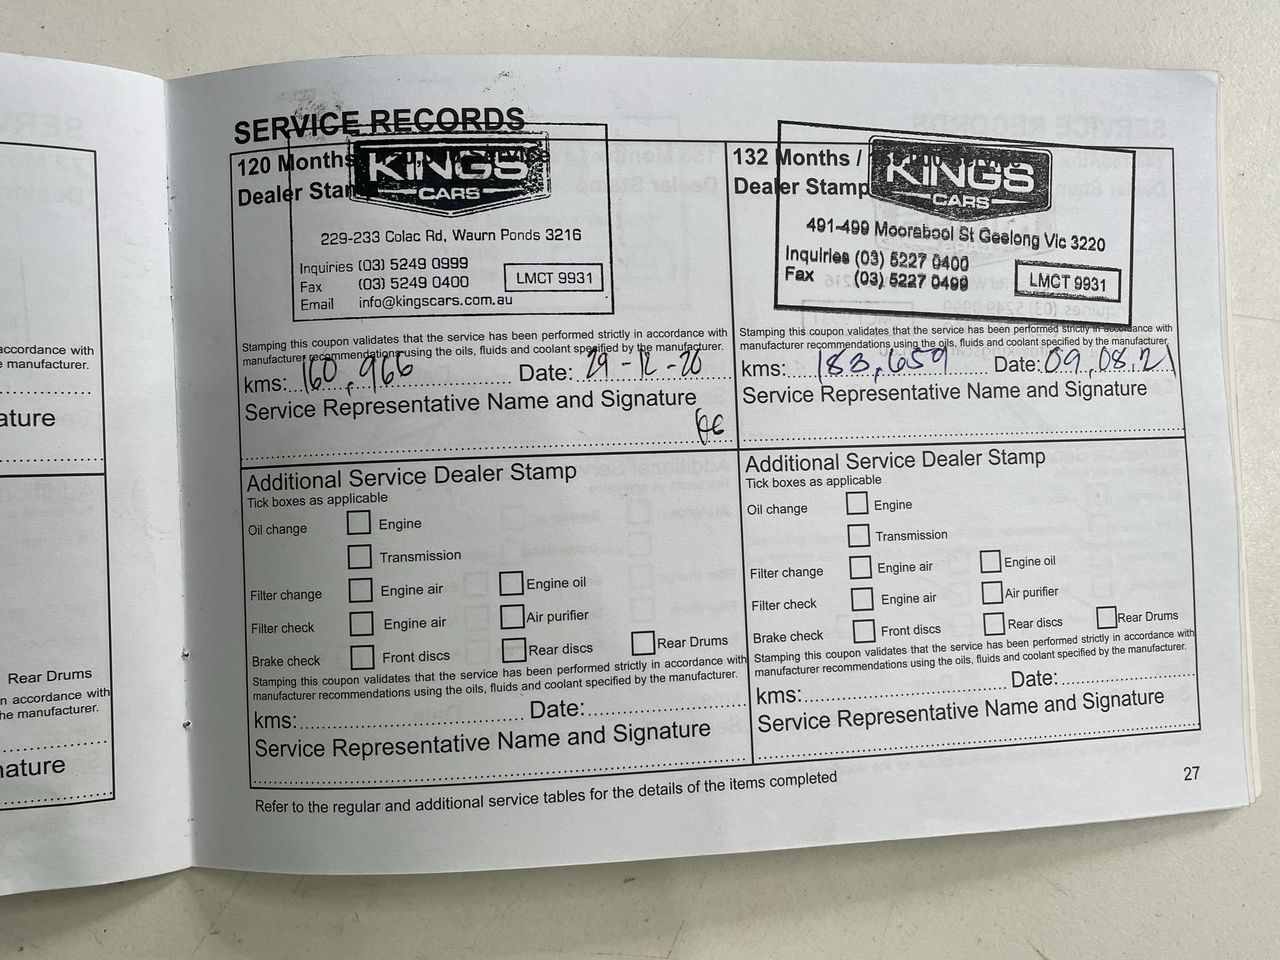 SERVICE RECORDS
120 Months
Dealer Stamp
KINGS
CARS
229-233 Colac Rd, Waurn Ponds 3216
Inquiries (03) 5249 0999
Fax (03) 5249 0400
Email info@kingscars.com.au
LMCT 9931
Stamping this coupon validates that the service has been performed strictly in accordance with
manufacturer recommendations using the oils, fluids and coolant specified by the manufacturer.
kms: 160,966 Date: 29-12-20
Service Representative Name and Signature
Additional Service Dealer Stamp
Tick boxes as applicable
Oil change Engine
Transmission
Filter change Engine air Engine oil
Filter check Engine air Air purifier
Brake check Front discs Rear discs Rear Drums
Stamping this coupon validates that the service has been performed strictly in accordance with
manufacturer recommendations using the oils, fluids and coolant specified by the manufacturer.
kms: Date:
Service Representative Name and Signature
132 Months / Service
Dealer Stamp
KINGS
CARS
491-499 Moorabool St Geelong Vic 3220
Inquiries (03) 5227 0400
Fax (03) 5227 0499
LMCT 9931
Stamping this coupon validates that the service has been performed strictly in accordance with
manufacturer recommendations using the oils, fluids and coolant specified by the manufacturer.
kms: 183,659 Date: 09.08.21
Service Representative Name and Signature
Additional Service Dealer Stamp
Tick boxes as applicable
Oil change Engine
Transmission
Filter change Engine air Engine oil
Filter check Engine air Air purifier
Brake check Front discs Rear discs Rear Drums
Stamping this coupon validates that the service has been performed strictly in accordance with
manufacturer recommendations using the oils, fluids and coolant specified by the manufacturer.
kms: Date:
Service Representative Name and Signature
Refer to the regular and additional service tables for the details of the items completed
27
accordance with
manufacturer.
ature
Rear Drums
n accordance with
he manufacturer.
nature